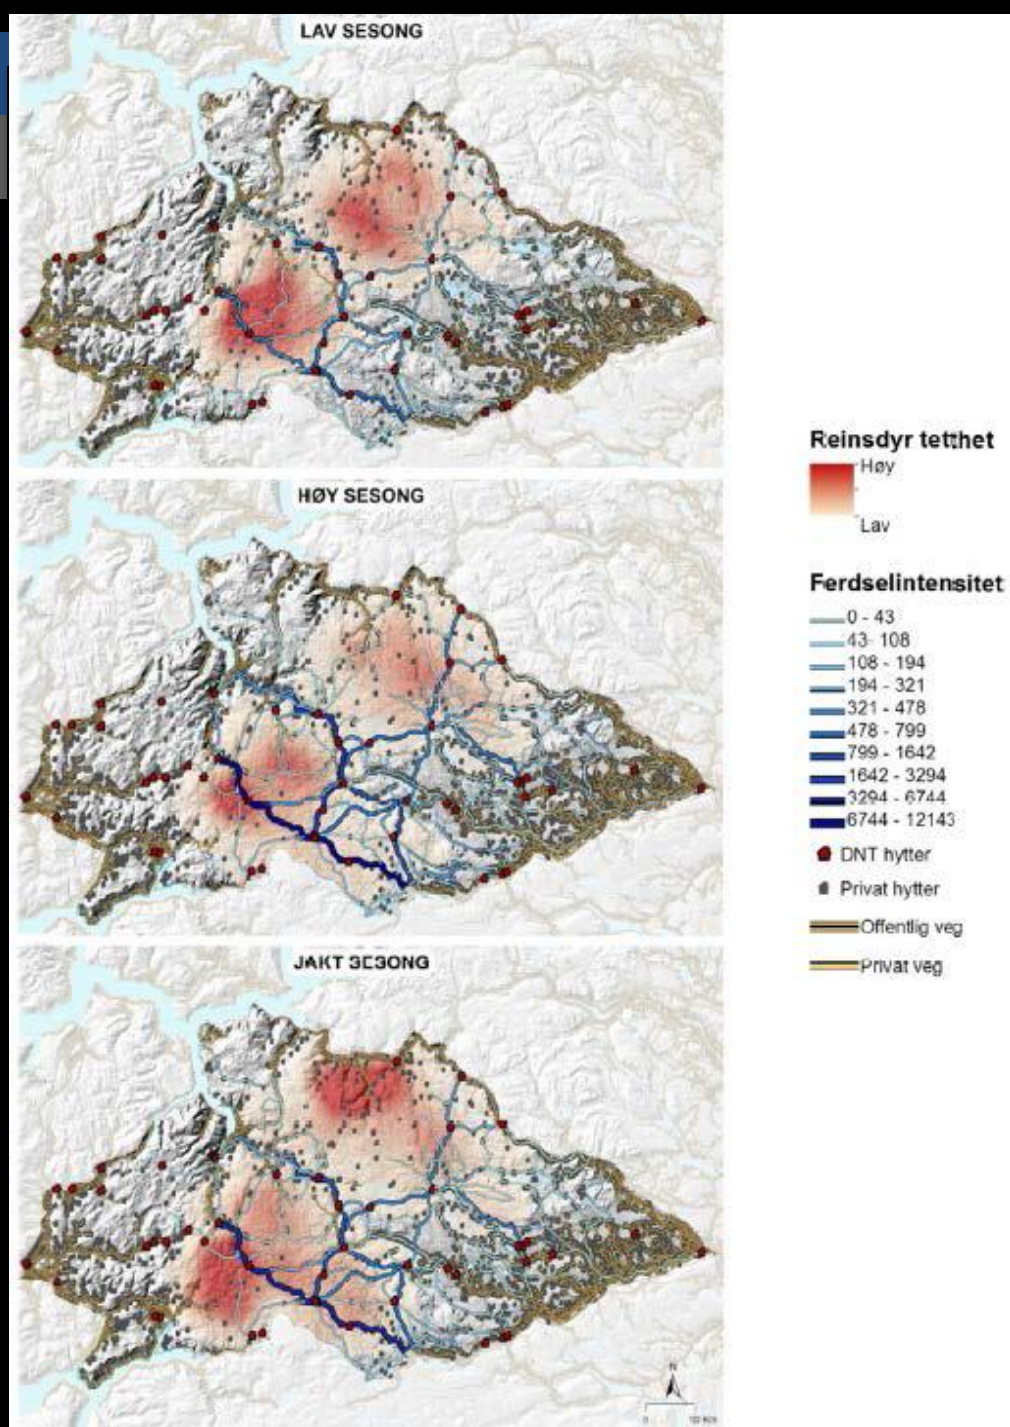 LAV SESONG
HØY SESONG
JAKT SESONG
Reinsdyr tetthet
Høy
Lav
Ferdselintensitet
0 - 43
43- 108
108 - 194
194 - 321
321 - 478
478 - 799
799 - 1642
1642 - 3294
3294 - 6744
6744 - 12143
DNT hytter
Privat hytter
Offentlig veg
Privat veg
N
0